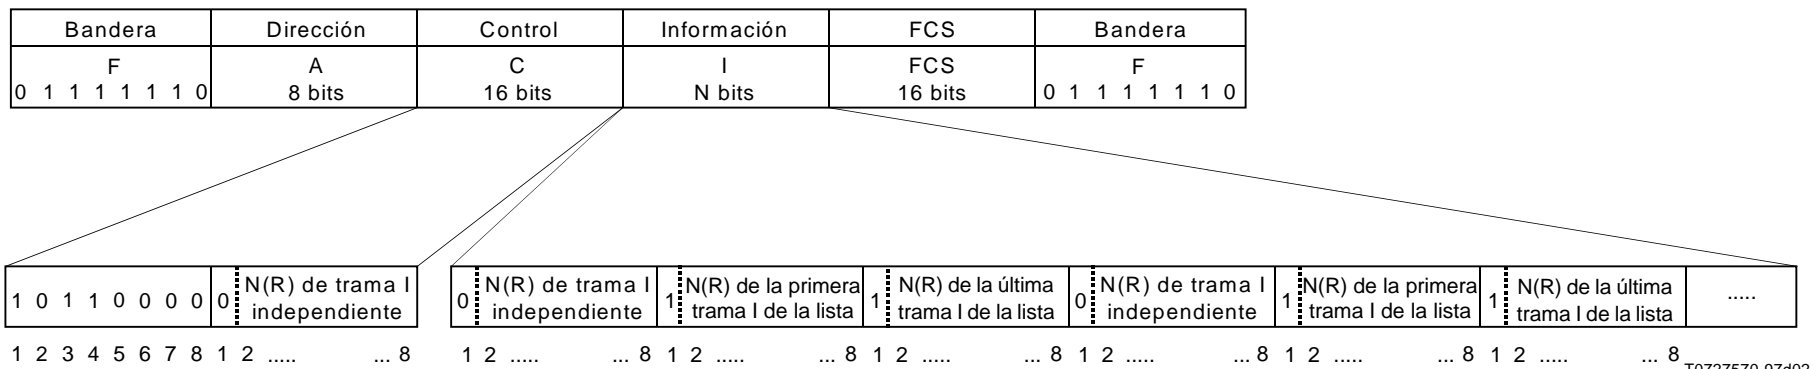 Bandera Dirección Control Información FCS Bandera
F A C I FCS F
0 1 1 1 1 1 1 0 8 bits 16 bits N bits 16 bits 0 1 1 1 1 1 1 0
1 0 1 1 0 0 0 0 0 N(R) de trama I independiente 0 N(R) de trama I independiente 1 N(R) de la primera trama I de la lista 1 N(R) de la última trama I de la lista 0 N(R) de trama I independiente 1 N(R) de la primera trama I de la lista 1 N(R) de la última trama I de la lista .....
1 2 3 4 5 6 7 8 1 2 ..... ... 8 1 2 ..... ... 8 1 2 ..... ... 8 1 2 ..... ... 8 1 2 ..... ... 8 1 2 ..... ... 8 1 2 ..... ... 8